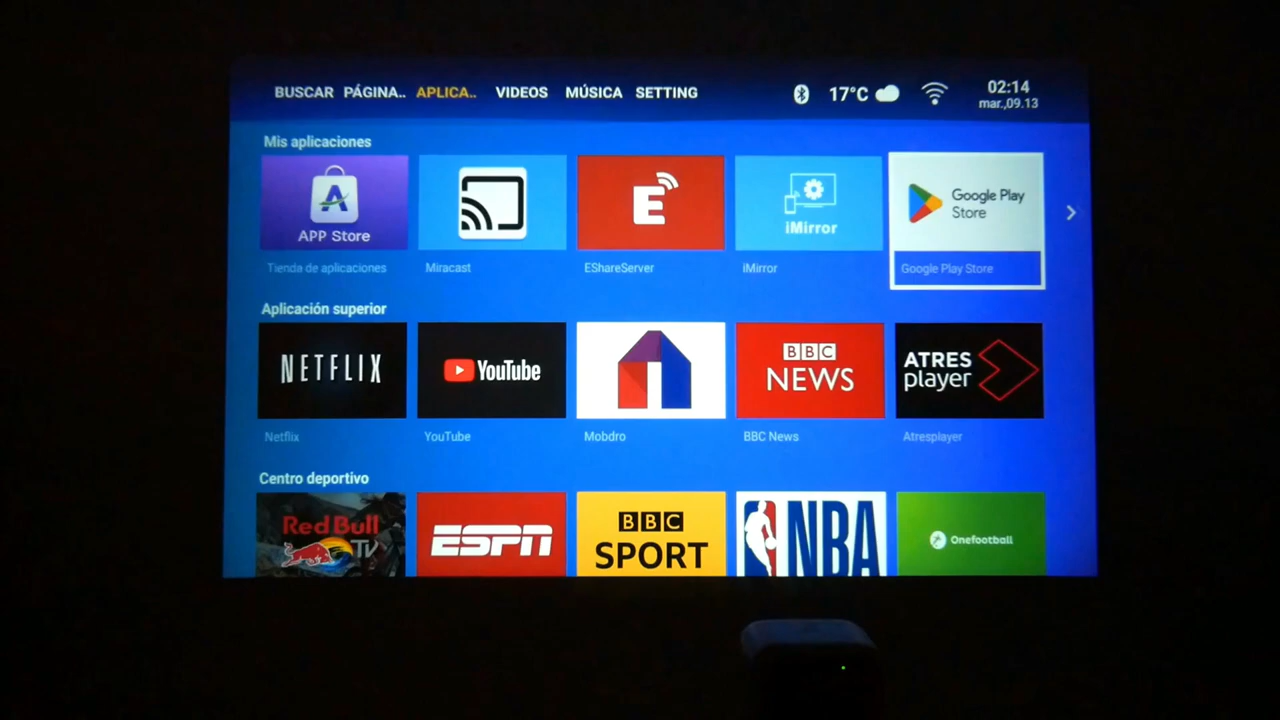 BUSCAR PÁGINA.. APLICA.. VIDEOS MÚSICA SETTING 17°C 02:14
mar.,09.13
Mis aplicaciones
A
APP Store
E
iMirror
Google Play
Store
Tienda de aplicaciones Miracast EShareServer iMirror Google Play Store
Aplicación superior
NETFLIX
YouTube
BBC
NEWS
ATRES
player
Netflix YouTube Mobdro BBC News Atresplayer
Centro deportivo
Red Bull
TV
ESPN
BBC
SPORT
NBA
Onefootball